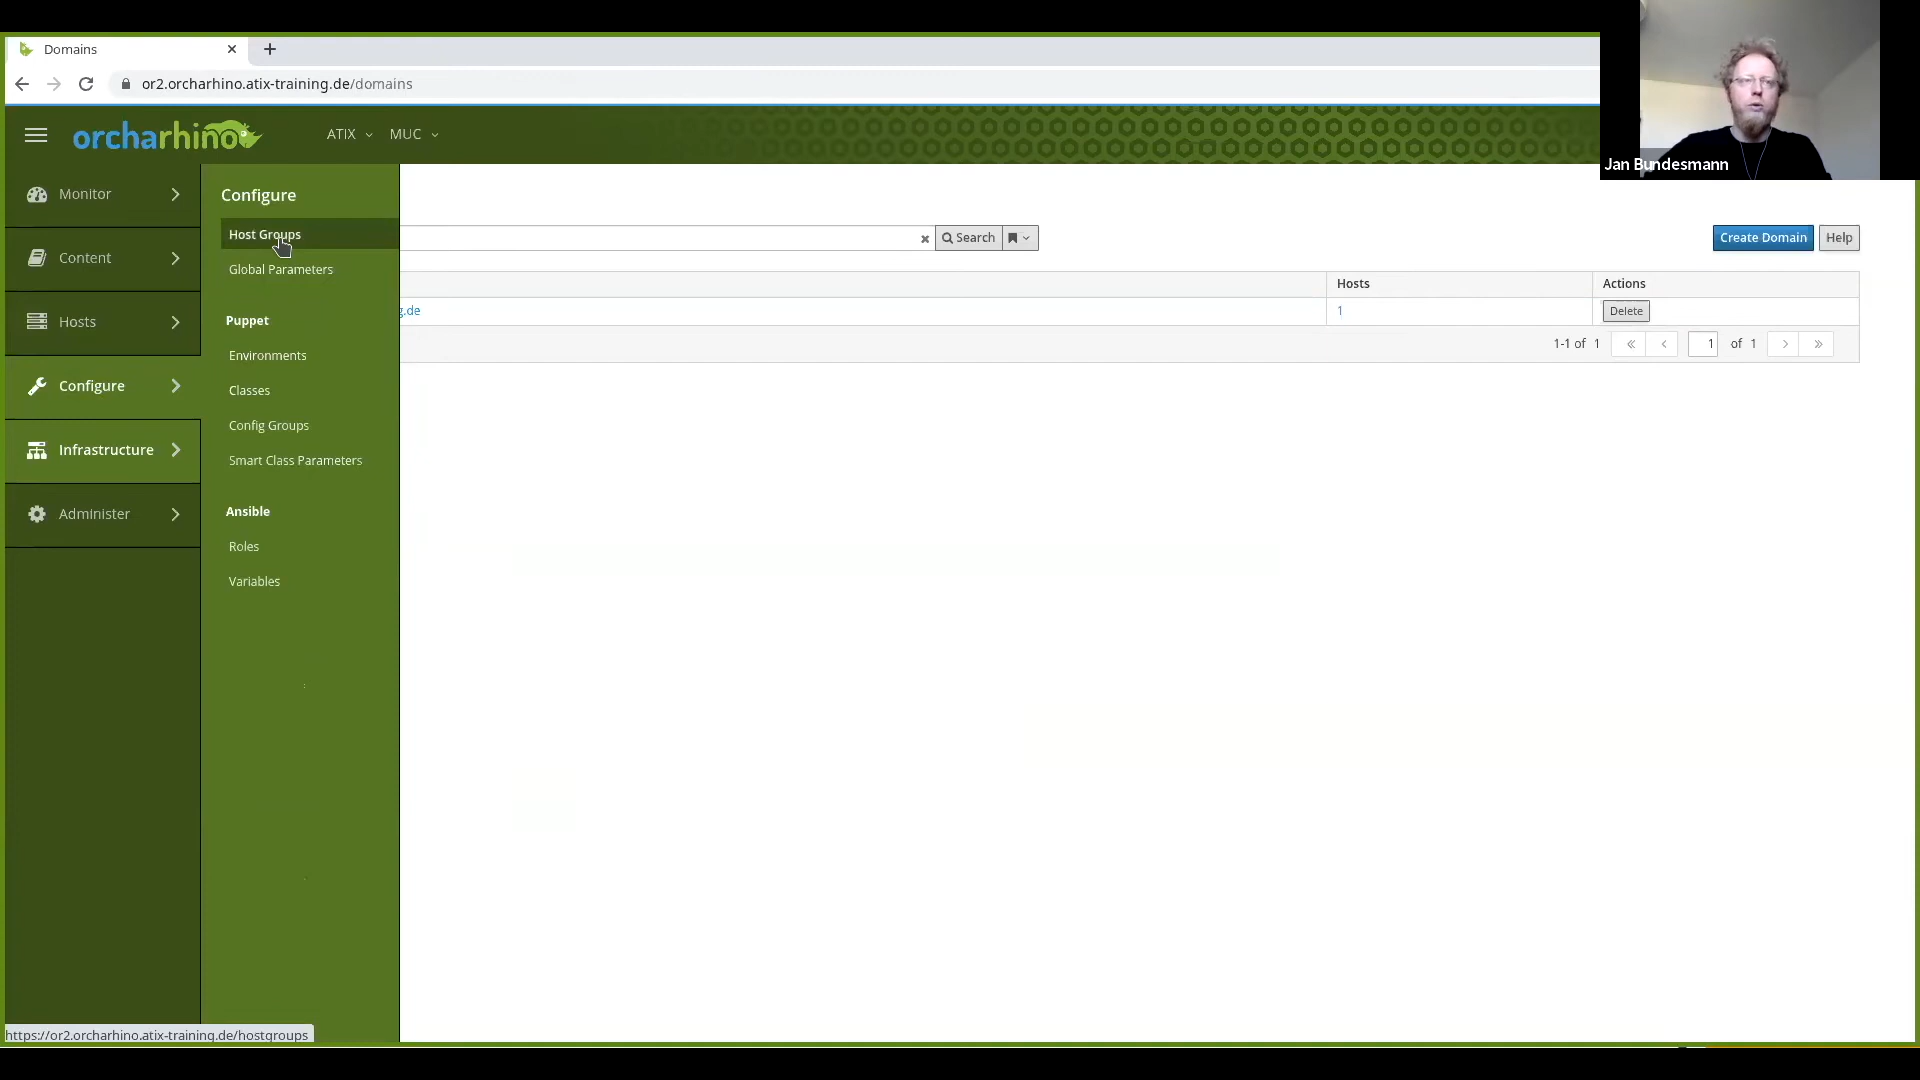 Domains
or2.orcharhino.atix-training.de/domains
Jan Bundesmann
orcharhino
ATIX
MUC
Monitor
Content
Hosts
Configure
Infrastructure
Administer
Configure
Host Groups
Global Parameters
Puppet
Environments
Classes
Config Groups
Smart Class Parameters
Ansible
Roles
Variables
Search
Create Domain
Help
Hosts
Actions
g.de
1
Delete
1-1 of 1
1 of 1
https://or2.orcharhino.atix-training.de/hostgroups